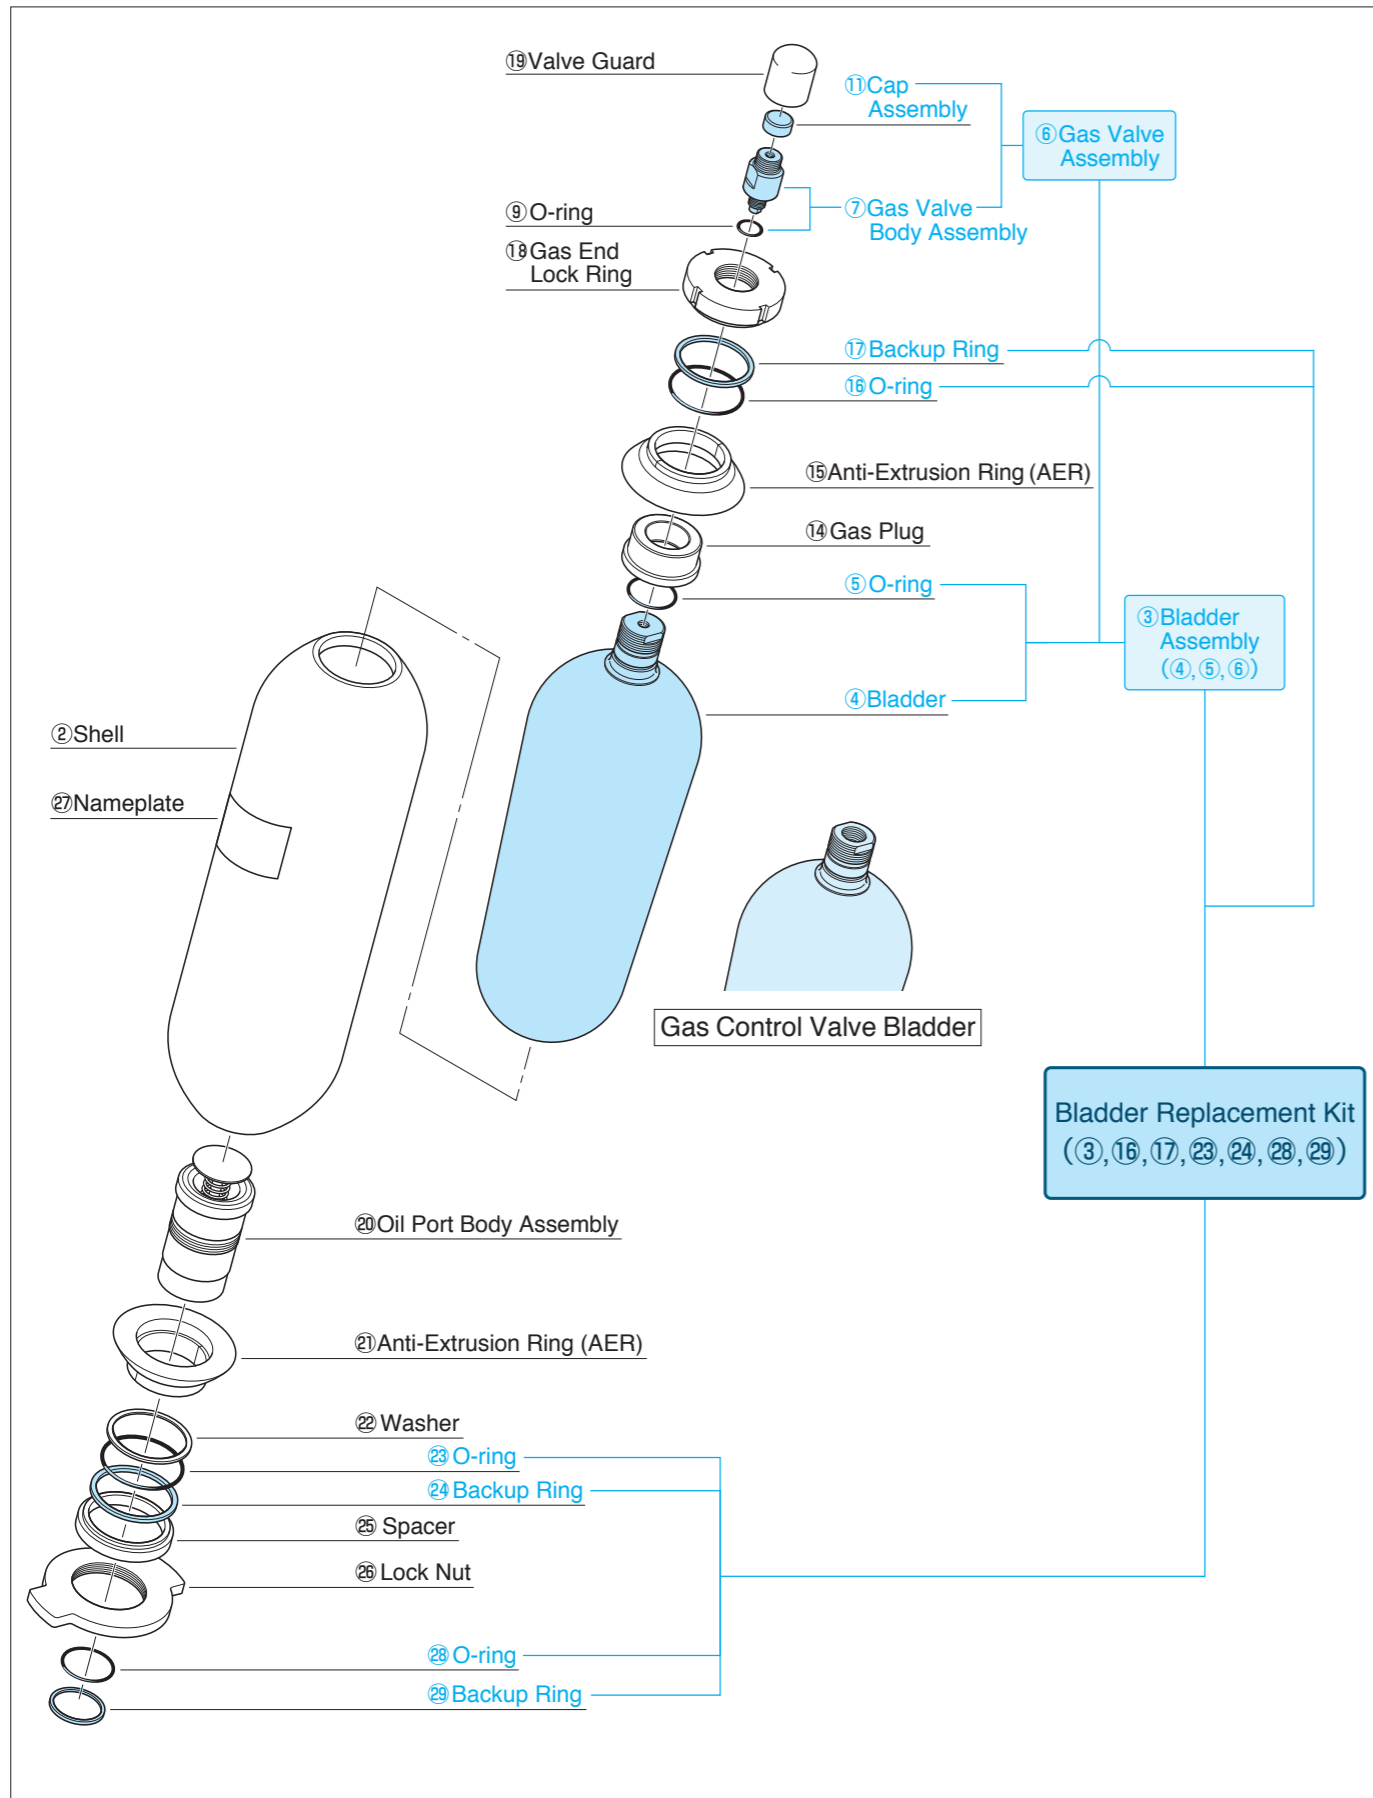 ⑲Valve Guard
⑪Cap
Assembly
⑥Gas Valve
Assembly
⑨O-ring
⑦Gas Valve
Body Assembly
⑱Gas End
Lock Ring
⑰Backup Ring
⑯O-ring
⑮Anti-Extrusion Ring (AER)
⑭Gas Plug
⑤O-ring
③Bladder
Assembly
(④,⑤,⑥)
④Bladder
②Shell
㉗Nameplate
Gas Control Valve Bladder
Bladder Replacement Kit
(③,⑯,⑰,㉓,㉔,㉘,㉙)
⑳Oil Port Body Assembly
㉑Anti-Extrusion Ring (AER)
㉒Washer
㉓O-ring
㉔Backup Ring
㉕Spacer
㉖Lock Nut
㉘O-ring
㉙Backup Ring